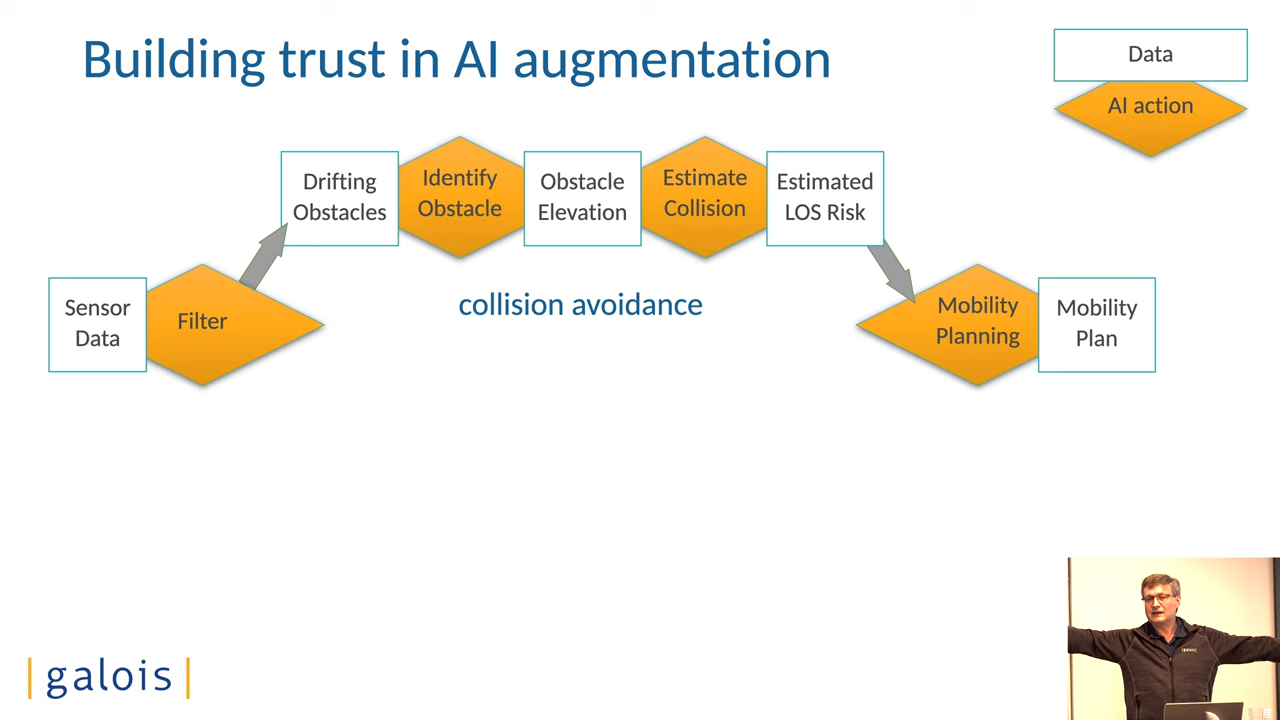 Building trust in AI augmentation
Data
AI action
Drifting
Obstacles
Identify
Obstacle
Obstacle
Elevation
Estimate
Collision
Estimated
LOS Risk
Sensor
Data
Filter
collision avoidance
Mobility
Planning
Mobility
Plan
| galois |